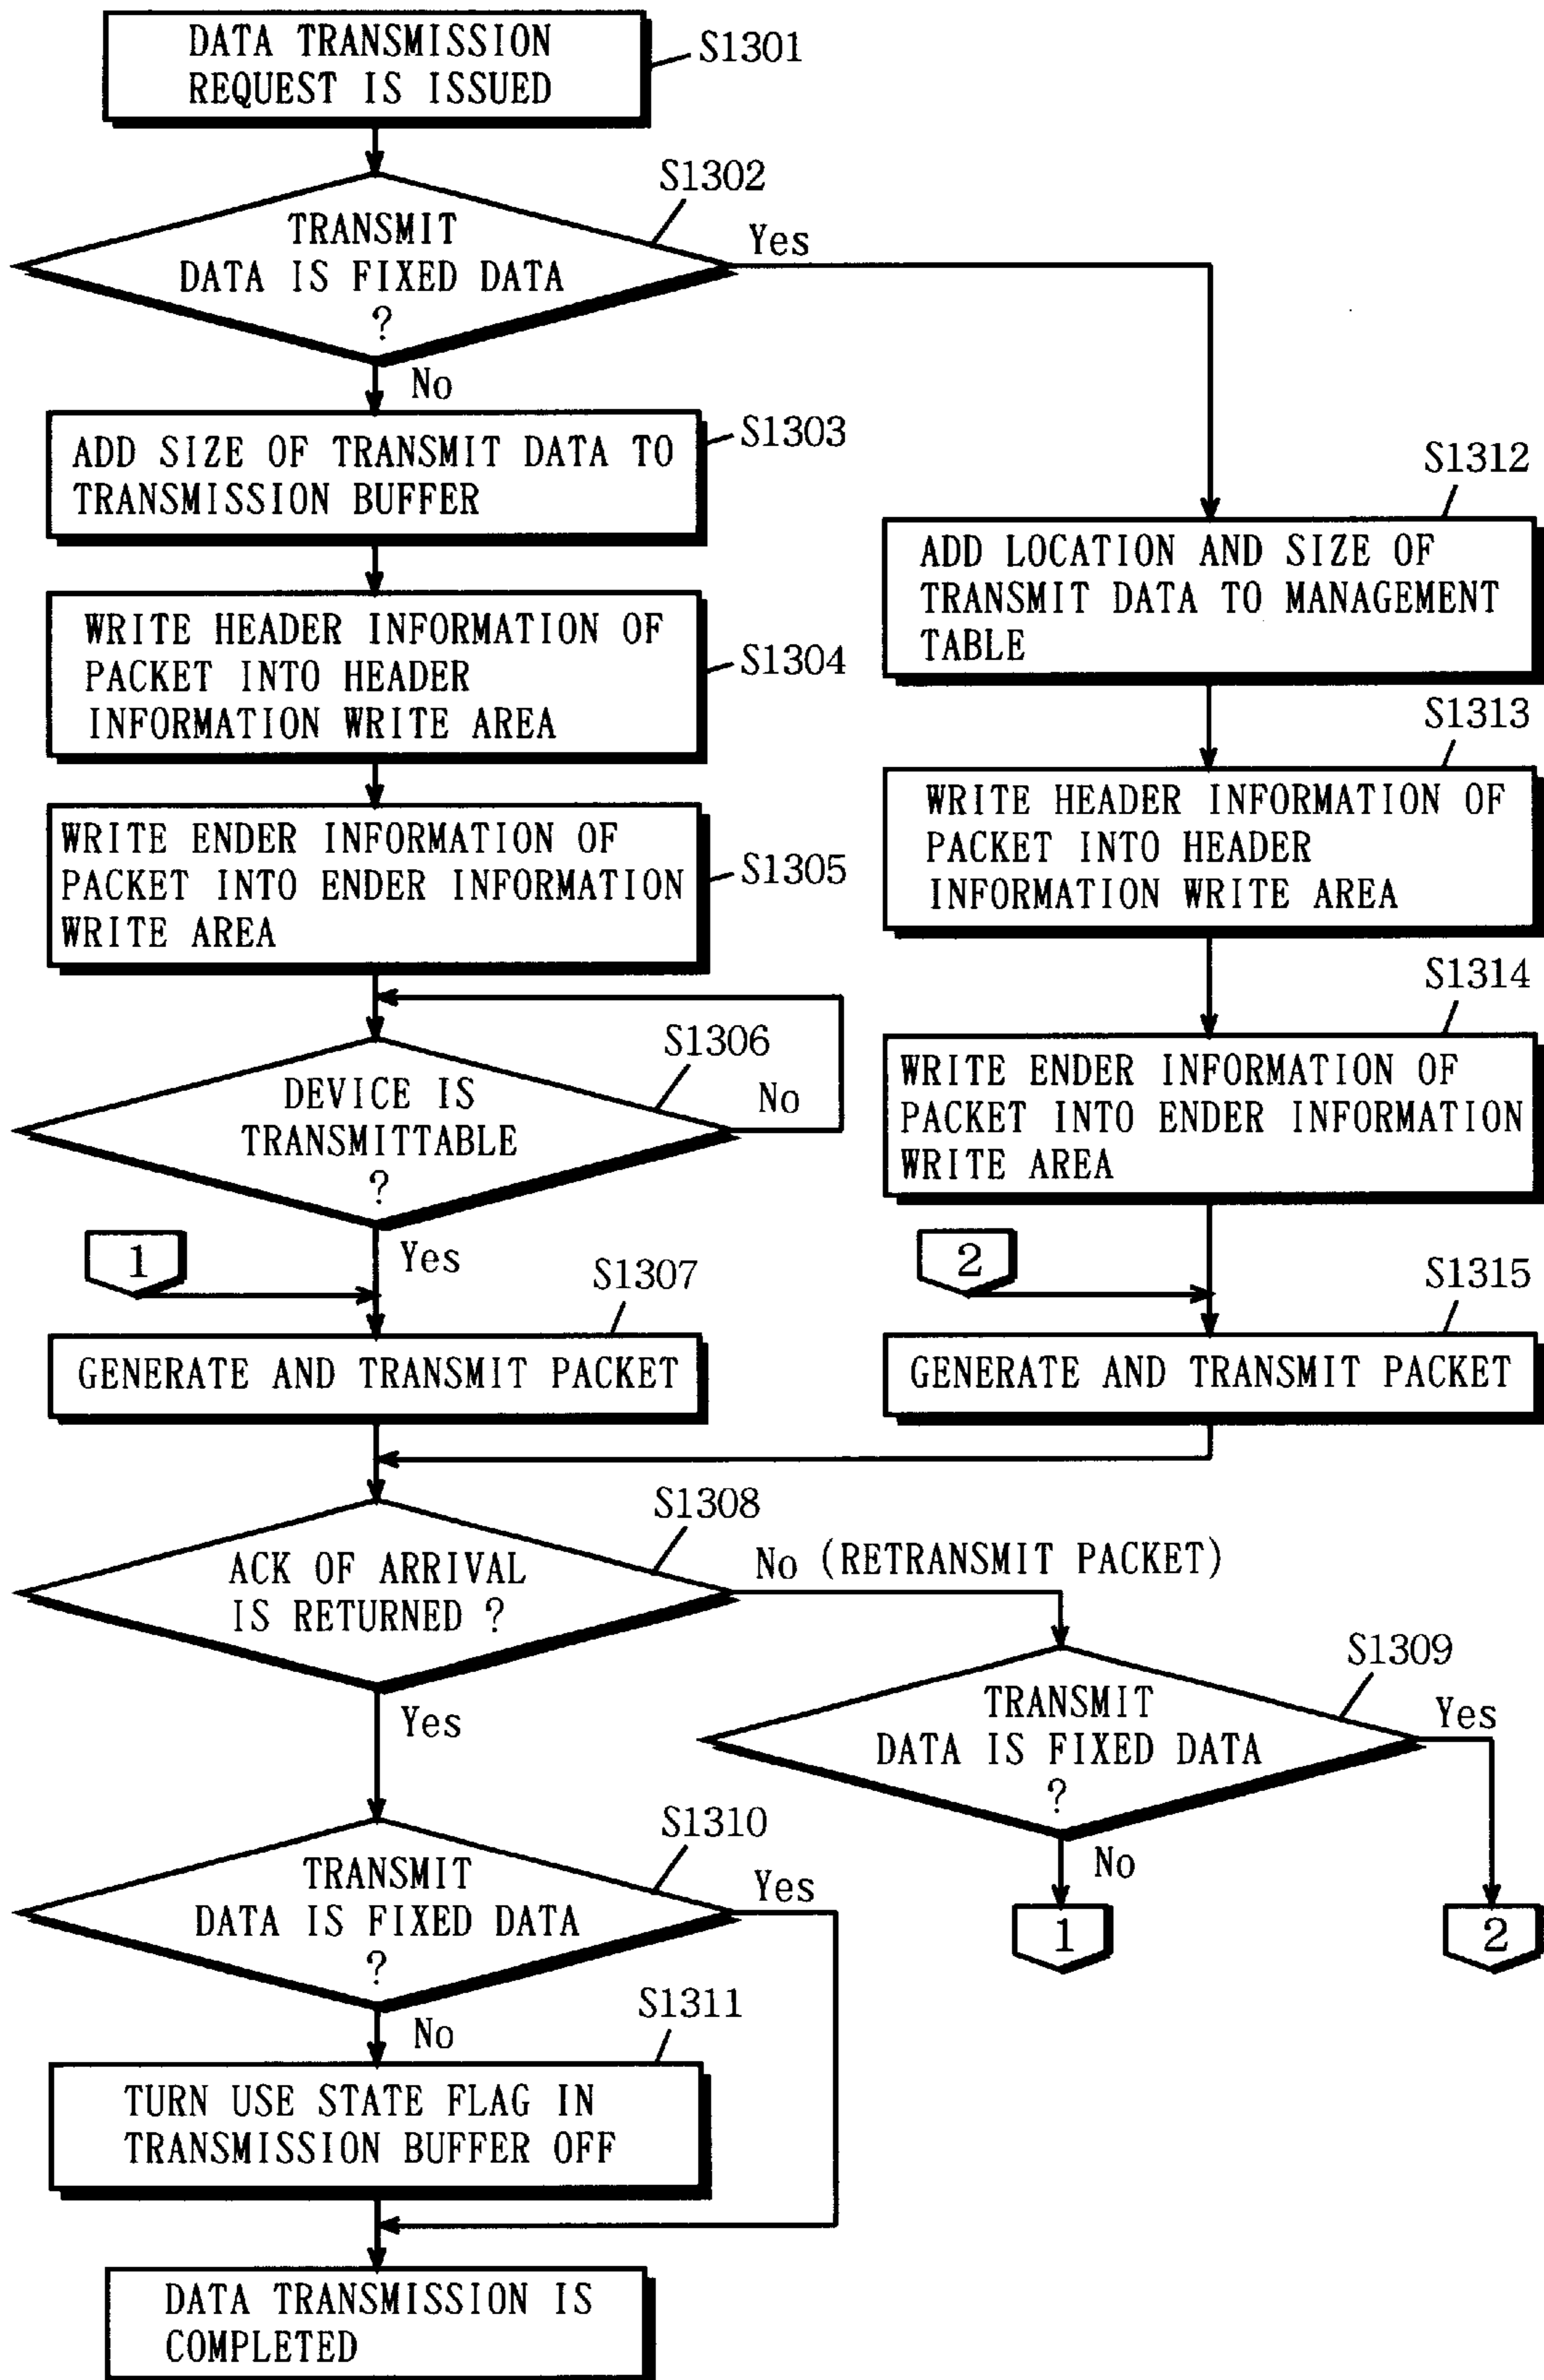 DATA TRANSMISSION
REQUEST IS ISSUED
S1301
S1302
TRANSMIT
DATA IS FIXED DATA
?
Yes
No
ADD SIZE OF TRANSMIT DATA TO
TRANSMISSION BUFFER
S1303
WRITE HEADER INFORMATION OF
PACKET INTO HEADER
INFORMATION WRITE AREA
S1304
WRITE ENDER INFORMATION OF
PACKET INTO ENDER INFORMATION
WRITE AREA
S1305
S1306
DEVICE IS
TRANSMITTABLE
?
No
Yes
1
S1307
GENERATE AND TRANSMIT PACKET
S1312
ADD LOCATION AND SIZE OF
TRANSMIT DATA TO MANAGEMENT
TABLE
S1313
WRITE HEADER INFORMATION OF
PACKET INTO HEADER
INFORMATION WRITE AREA
S1314
WRITE ENDER INFORMATION OF
PACKET INTO ENDER INFORMATION
WRITE AREA
2
S1315
GENERATE AND TRANSMIT PACKET
S1308
ACK OF ARRIVAL
IS RETURNED ?
No (RETRANSMIT PACKET)
Yes
S1309
TRANSMIT
DATA IS FIXED DATA
?
Yes
No
1
2
S1310
TRANSMIT
DATA IS FIXED DATA
?
Yes
No
S1311
TURN USE STATE FLAG IN
TRANSMISSION BUFFER OFF
DATA TRANSMISSION IS
COMPLETED